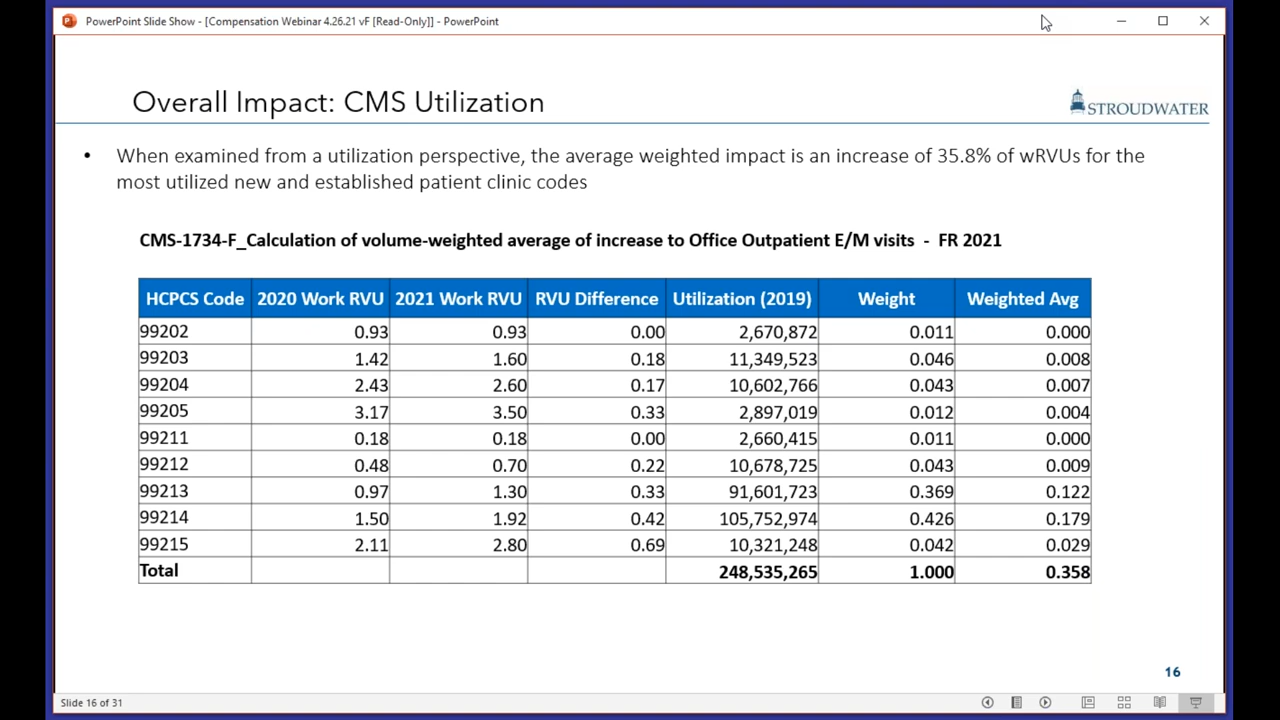 PowerPoint Slide Show - [Compensation Webinar 4.26.21 vF [Read-Only]] - PowerPoint
Overall Impact: CMS Utilization
STROUDWATER
• When examined from a utilization perspective, the average weighted impact is an increase of 35.8% of wRVUs for the
most utilized new and established patient clinic codes
CMS-1734-F_Calculation of volume-weighted average of increase to Office Outpatient E/M visits - FR 2021
HCPCS Code 2020 Work RVU 2021 Work RVU RVU Difference Utilization (2019) Weight Weighted Avg
99202 0.93 0.93 0.00 2,670,872 0.011 0.000
99203 1.42 1.60 0.18 11,349,523 0.046 0.008
99204 2.43 2.60 0.17 10,602,766 0.043 0.007
99205 3.17 3.50 0.33 2,897,019 0.012 0.004
99211 0.18 0.18 0.00 2,660,415 0.011 0.000
99212 0.48 0.70 0.22 10,678,725 0.043 0.009
99213 0.97 1.30 0.33 91,601,723 0.369 0.122
99214 1.50 1.92 0.42 105,752,974 0.426 0.179
99215 2.11 2.80 0.69 10,321,248 0.042 0.029
Total 248,535,265 1.000 0.358
16
Slide 16 of 31